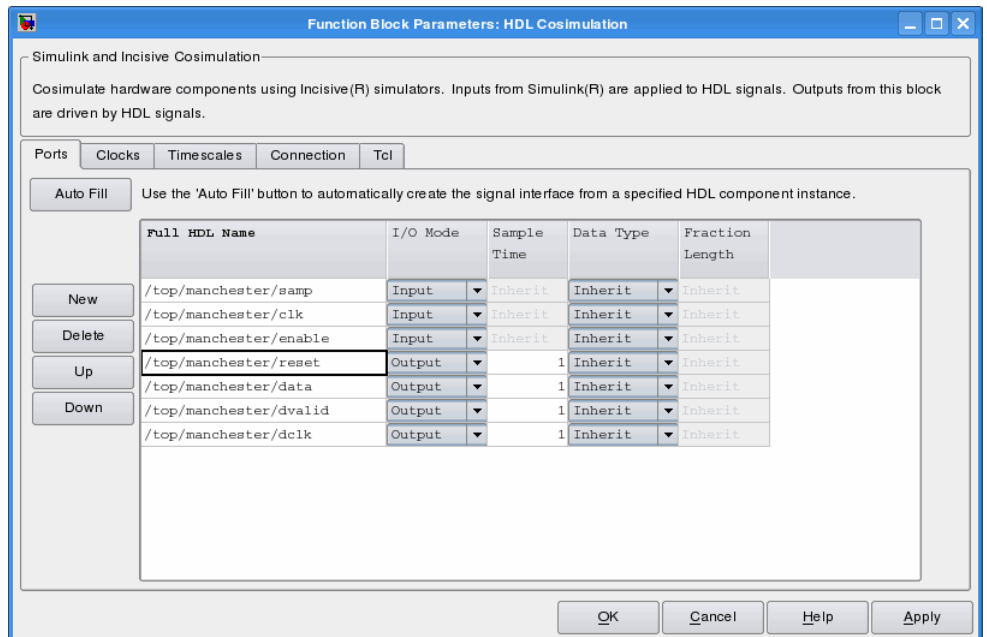 Function Block Parameters: HDL Cosimulation
Simulink and Incisive Cosimulation
Cosimulate hardware components using Incisive(R) simulators. Inputs from Simulink(R) are applied to HDL signals. Outputs from this block
are driven by HDL signals.
Ports Clocks Timescales Connection Tcl
Auto Fill Use the 'Auto Fill' button to automatically create the signal interface from a specified HDL component instance.
Full HDL Name I/O Mode Sample Data Type Fraction
Time Length
New
Delete
Up
Down
/top/manchester/samp Input Inherit Inherit Inherit
/top/manchester/clk Input Inherit Inherit Inherit
/top/manchester/enable Input Inherit Inherit Inherit
/top/manchester/reset Output 1 Inherit Inherit
/top/manchester/data Output 1 Inherit Inherit
/top/manchester/dvalid Output 1 Inherit Inherit
/top/manchester/dclk Output 1 Inherit Inherit
OK Cancel Help Apply